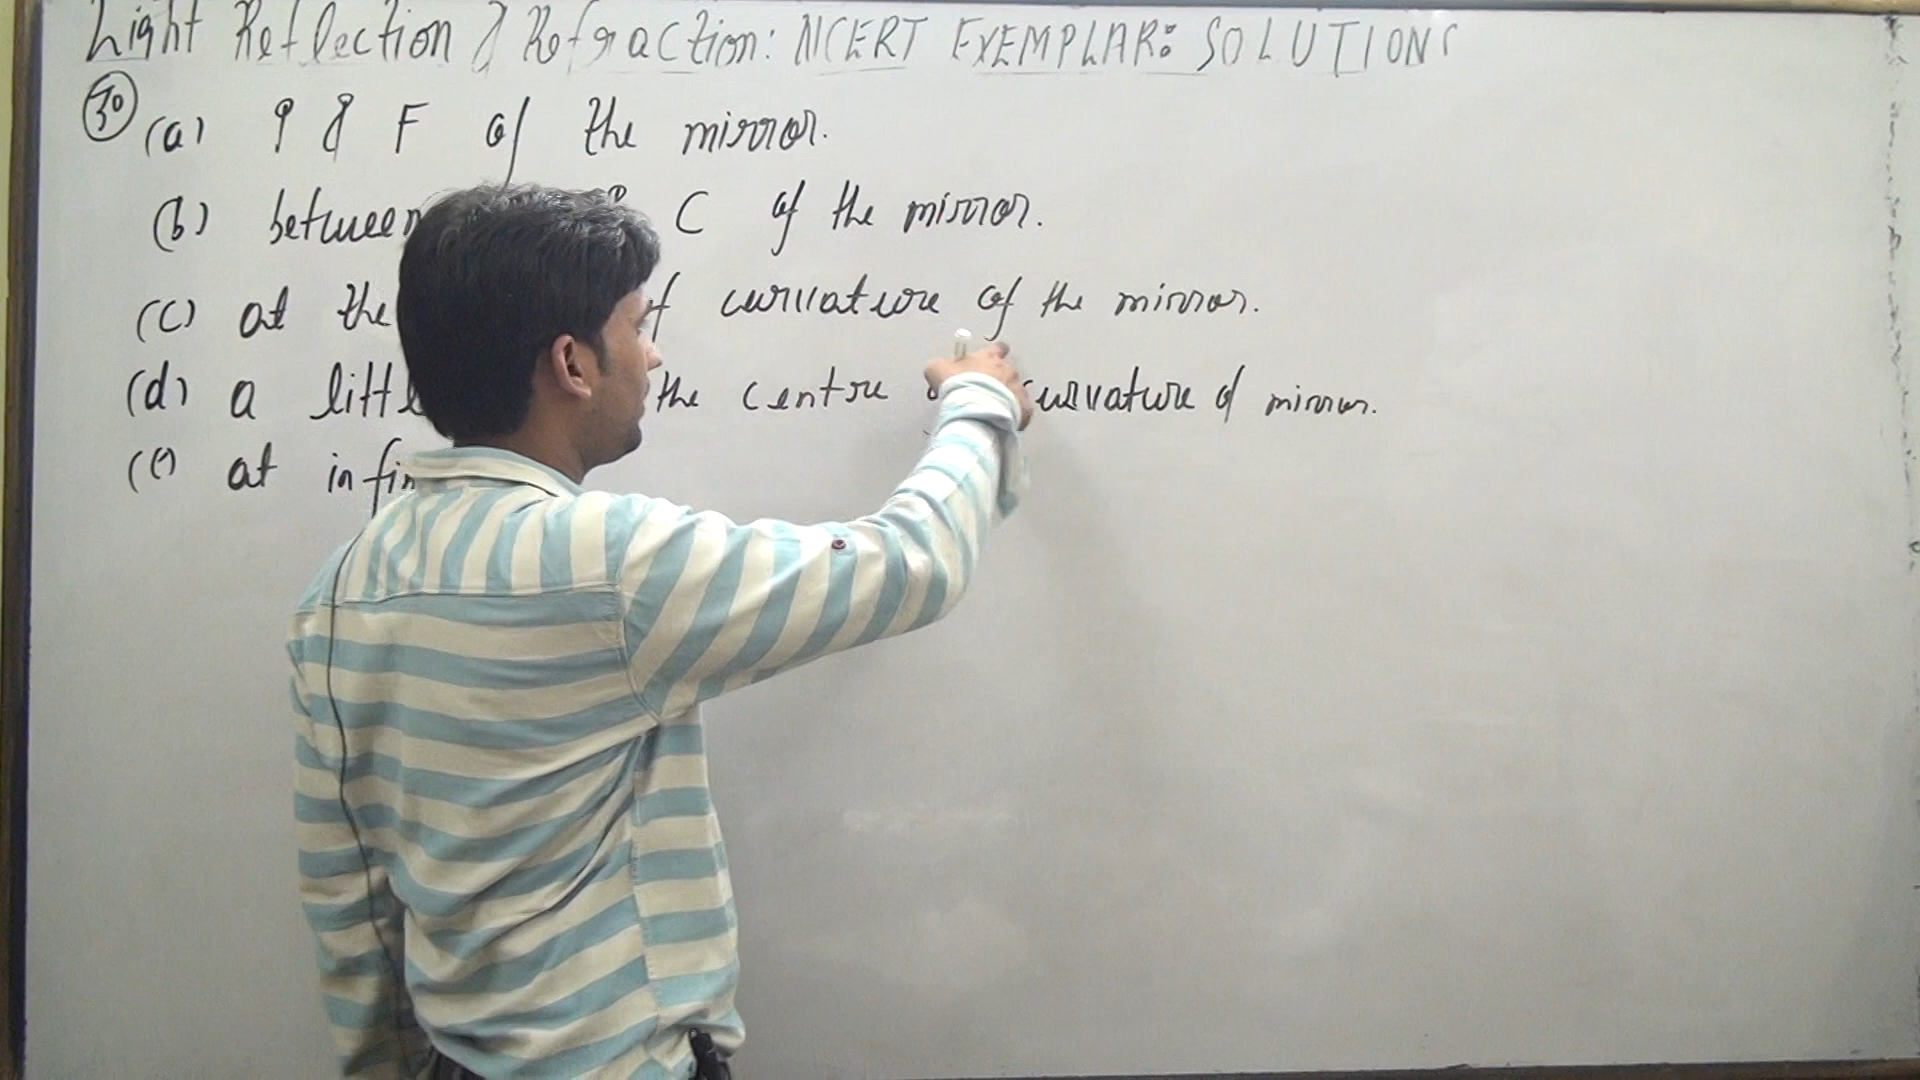 Light Reflection & Refraction: NCERT EXEMPLAR: SOLUTIONS
30 (a) P & F of the mirror.
(b) between C of the mirror.
(c) at the of curvature of the mirror.
(d) a the centre curvature of mirror.
(e) at